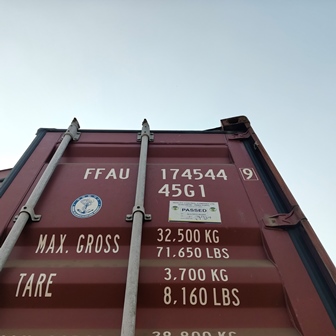 FFAU 174544 9
45G1
PASSED
MAX. GROSS 32.500 KG
71.650 LBS
TARE 3.700 KG
8,160 LBS